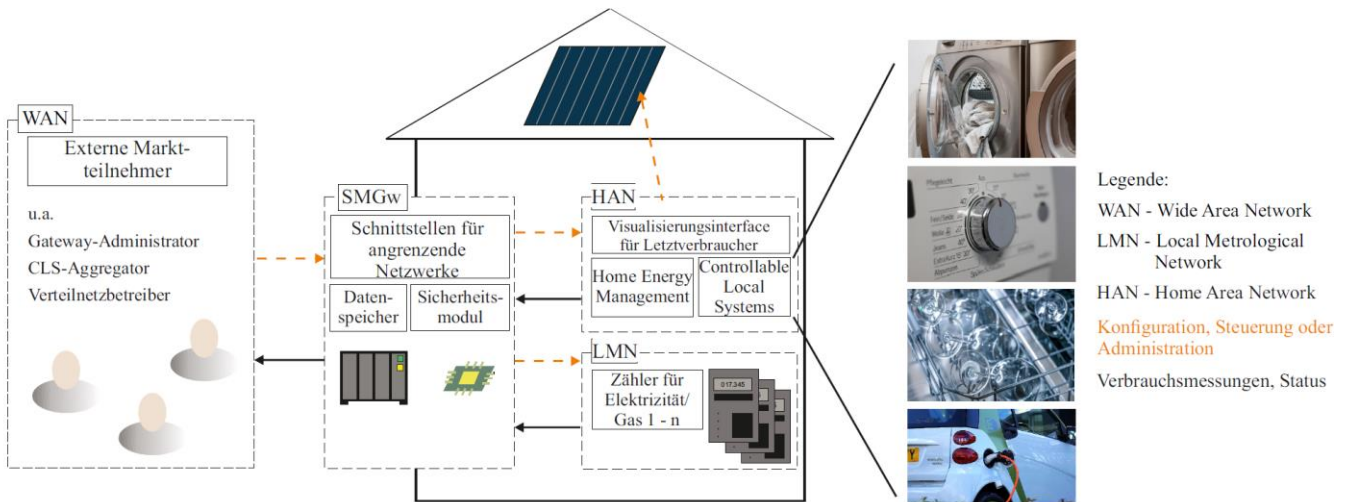 WAN
Externe Markt-
teilnehmer
u.a.
Gateway-Administrator
CLS-Aggregator
Verteilnetzbetreiber
SMGw
Schnittstellen für
angrenzende
Netzwerke
Daten-
speicher
Sicherheits-
modul
HAN
Visualisierungsinterface
für Letztverbraucher
Home Energy
Management
Controllable
Local
Systems
LMN
Zähler für
Elektrizität/
Gas 1 - n
017.345
Legende:
WAN - Wide Area Network
LMN - Local Metrological
Network
HAN - Home Area Network
Konfiguration, Steuerung oder
Administration
Verbrauchsmessungen, Status